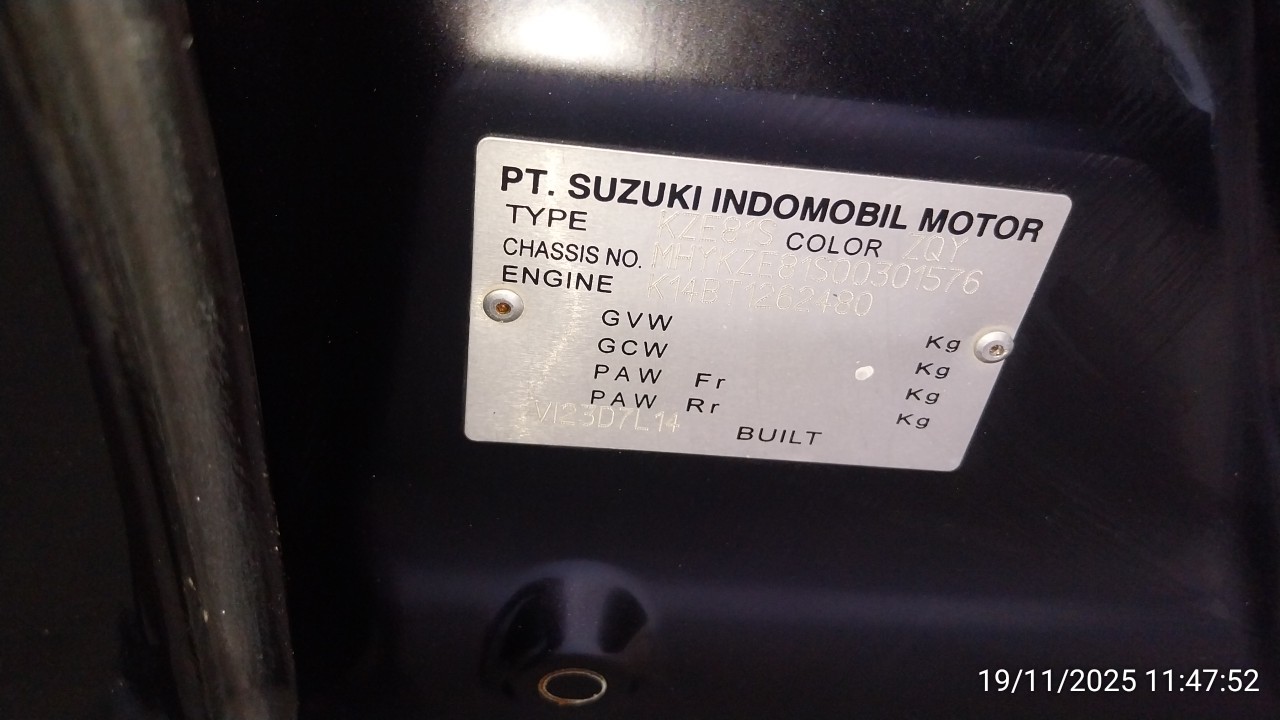 PT. SUZUKI INDOMOBIL MOTOR
TYPE KZE81S COLOR ZQY
CHASSIS NO. MHYKZE81S00301576
ENGINE K14BT1262480
GVW Kg
GCW Kg
PAW Fr Kg
PAW Rr Kg
BUILT
19/11/2025 11:47:52